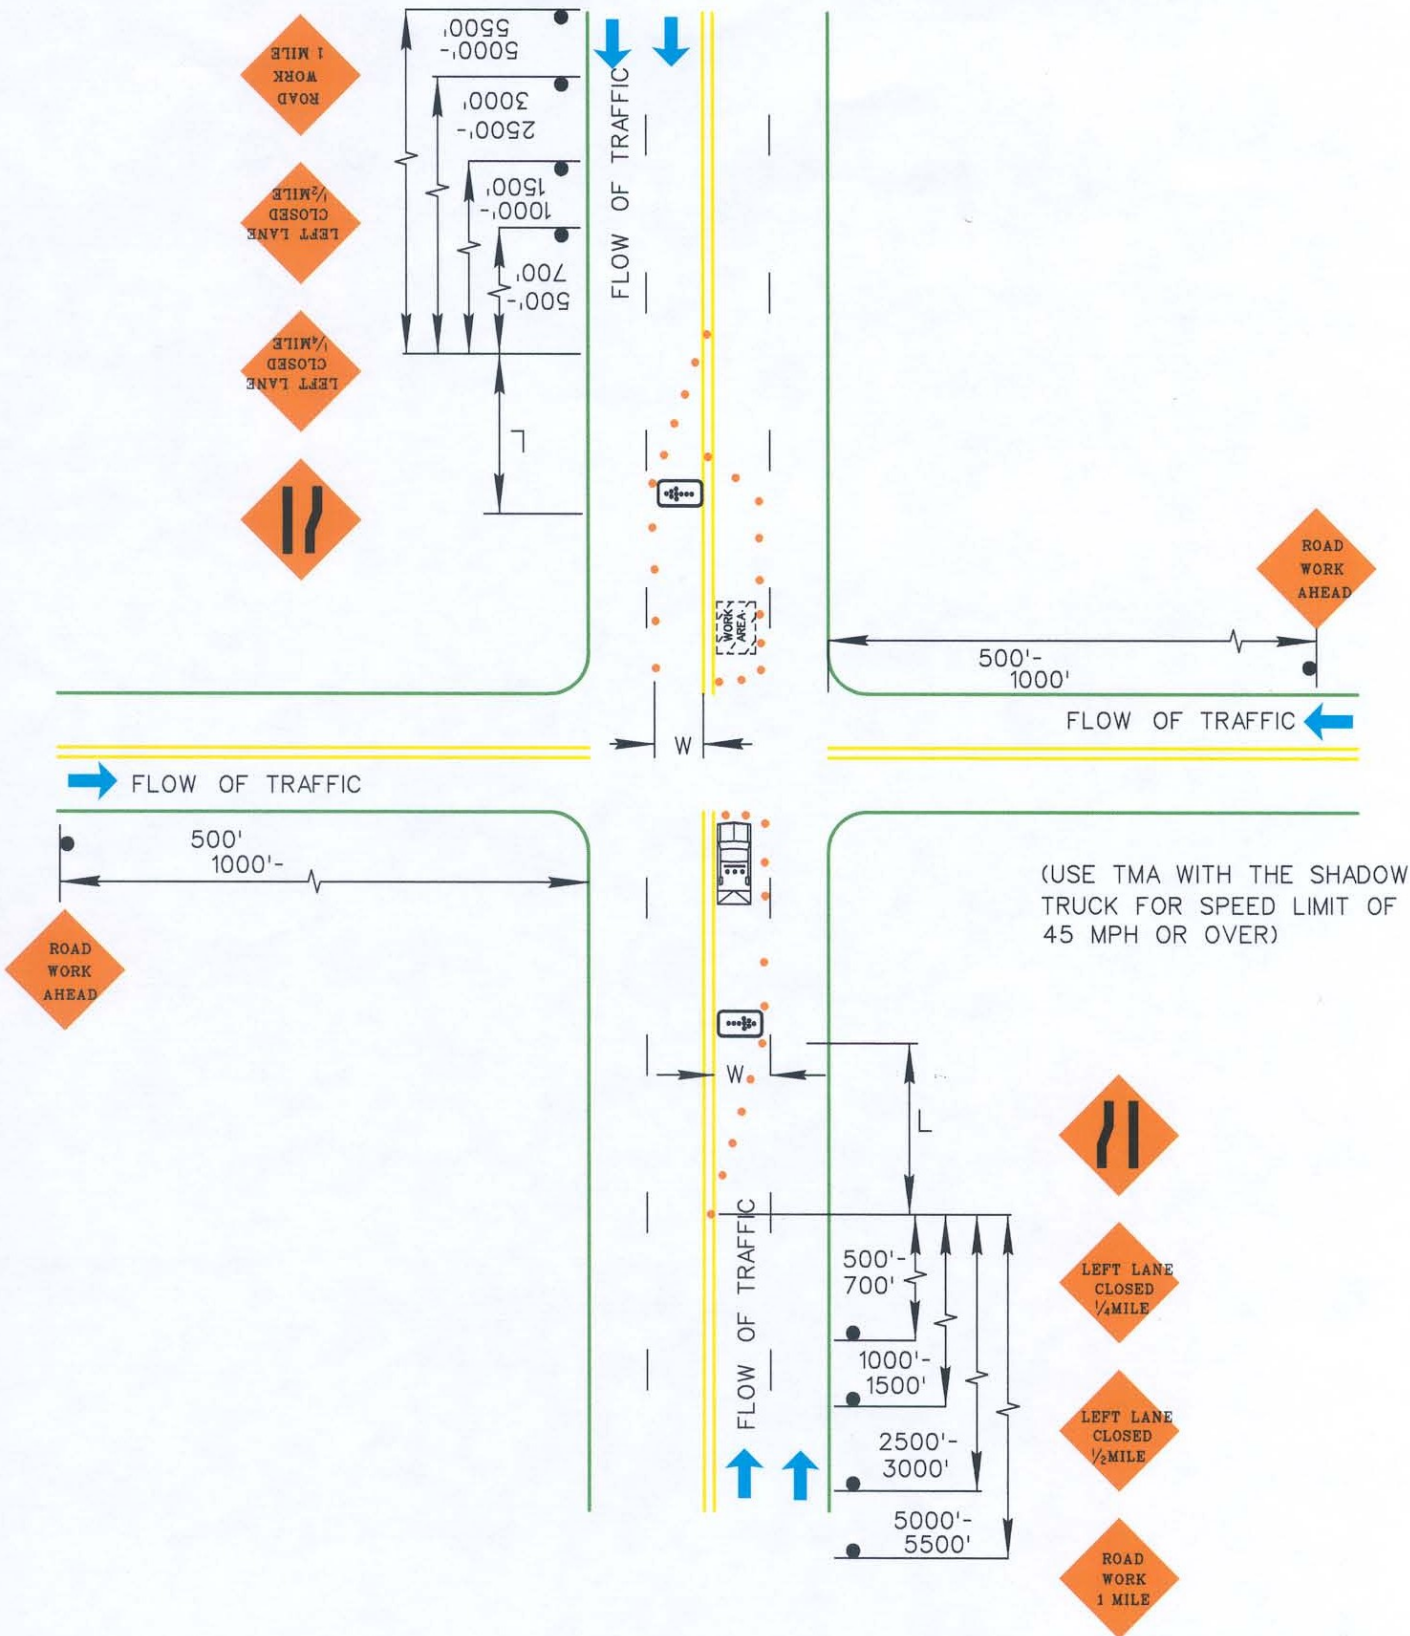 ROAD
WORK
1 MILE
LEFT LANE
CLOSED
1/2MILE
LEFT LANE
CLOSED
1/4MILE
5000'-
5500'
2500'-
3000'
1000'-
1500'
500'-
700'
L
FLOW OF TRAFFIC
WORK
AREA
ROAD
WORK
AHEAD
500'-
1000'
FLOW OF TRAFFIC
W
FLOW OF TRAFFIC
500'
1000'-
ROAD
WORK
AHEAD
(USE TMA WITH THE SHADOW
TRUCK FOR SPEED LIMIT OF
45 MPH OR OVER)
W
L
FLOW OF TRAFFIC
500'-
700'
1000'-
1500'
2500'-
3000'
5000'-
5500'
LEFT LANE
CLOSED
1/4MILE
LEFT LANE
CLOSED
1/2MILE
ROAD
WORK
1 MILE